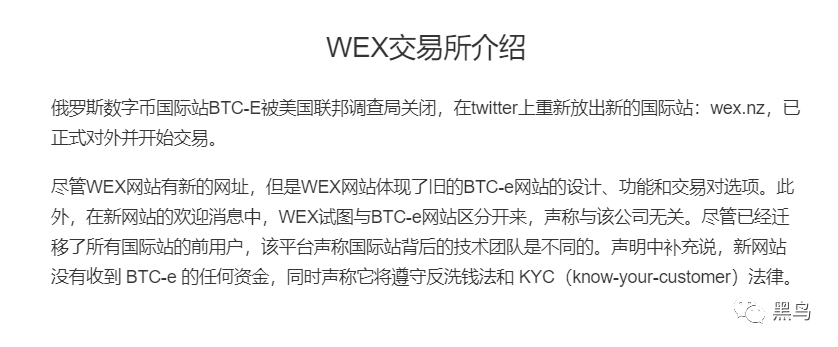 WEX交易所介绍
俄罗斯数字币国际站BTC-E被美国联邦调查局关闭，在twitter上重新放出新的国际站：wex.nz，已
正式对外并开始交易。
尽管WEX网站有新的网址，但是WEX网站体现了旧的BTC-e网站的设计、功能和交易对选项。此
外，在新网站的欢迎消息中，WEX试图与BTC-e网站区分开来，声称与该公司无关。尽管已经迁
移了所有国际站的前用户，该平台声称国际站背后的技术团队是不同的。声明中补充说，新网站
没有收到 BTC-e 的任何资金，同时声称它将遵守反洗钱法和 KYC（know-your-customer）法律。
黑鸟